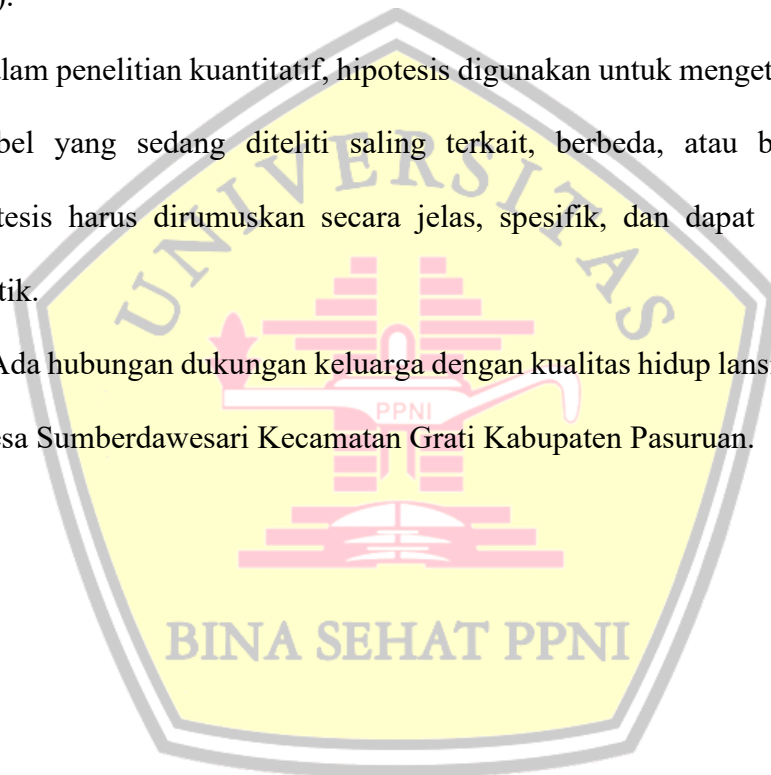 ).
alam penelitian kuantitatif, hipotesis digunakan untuk menget
bel yang sedang diteliti saling terkait, berbeda, atau b
tesis harus dirumuskan secara jelas, spesifik, dan dapat
tik.
Ada hubungan dukungan keluarga dengan kualitas hidup lans
esa Sumberdawesari Kecamatan Grati Kabupaten Pasuruan.
UNIVERSITAS
PPNI
BINA SEHAT PPNI